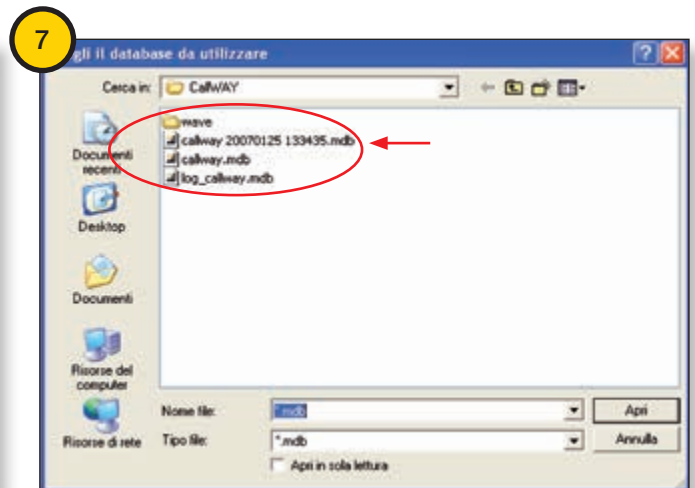 7
gli il database da utilizzare
Cerca in: CallWAY
wave
callway 20070125 133435.mdb
callway.mdb
log_callway.mdb
Documenti
recenti
Desktop
Documenti
Risorse del
computer
Risorse di rete
Nome file: *.mdb Apri
Tipo file: *.mdb Annulla
Apri in sola lettura